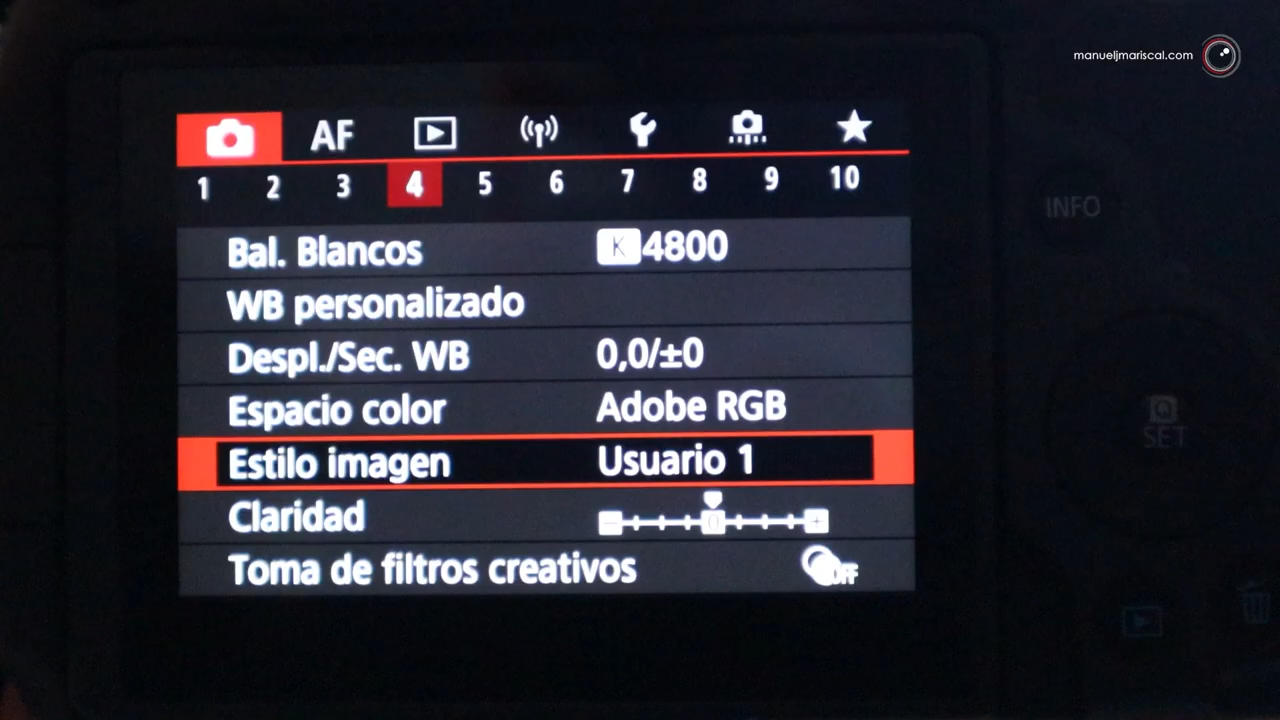 manueljmariscal.com
AF
1 2 3 4 5 6 7 8 9 10
INFO
Bal. Blancos K 4800
WB personalizado
Despl./Sec. WB 0,0/±0
Espacio color Adobe RGB
Estilo imagen Usuario 1
Claridad 0
Toma de filtros creativos OFF
Q
SET